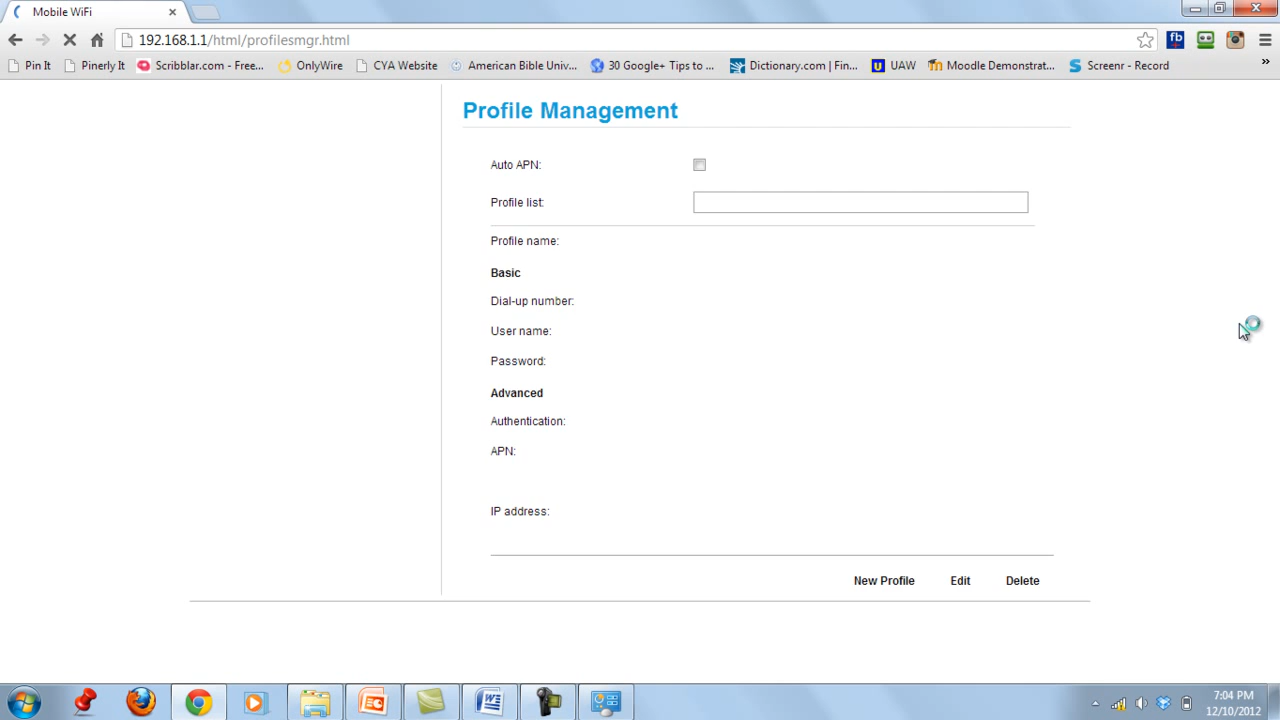 Mobile WiFi
192.168.1.1/html/profilesmgr.html
fb
Pin It
Pinerly It
Scribblar.com - Free...
OnlyWire
CYA Website
American Bible Univ...
30 Google+ Tips to ...
Dictionary.com | Fin...
UAW
Moodle Demonstrat...
Screenr - Record
»
Profile Management
Auto APN:
Profile list:
Profile name:
Basic
Dial-up number:
User name:
Password:
Advanced
Authentication:
APN:
IP address:
New Profile Edit Delete
7:04 PM
12/10/2012